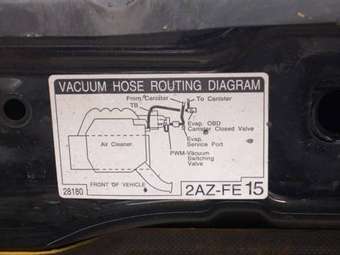 VACUUM HOSE ROUTING DIAGRAM
From Canister
To Canister
TB
Evap. OBD
Canister Closed Valve
Evap.
Service Port
Air Cleaner
PWM-Vacuum
Switching
Valve
FRONT OF VEHICLE
28180
2AZ-FE 15